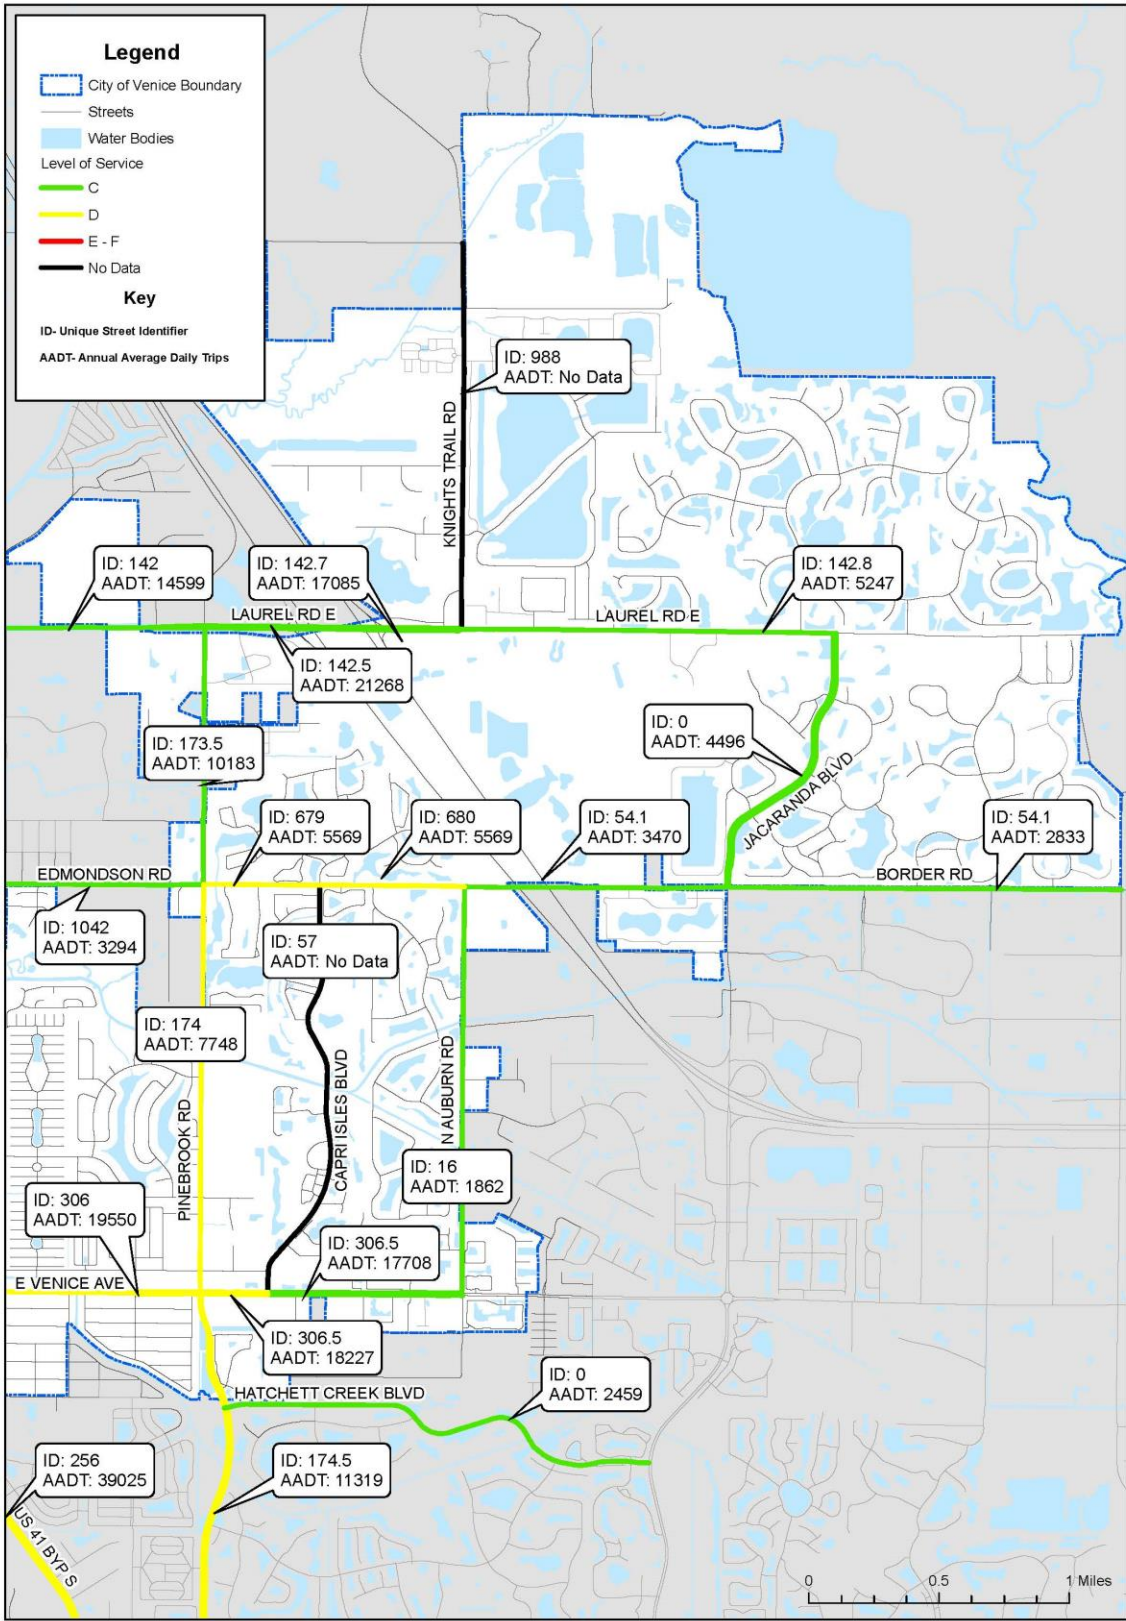 Legend
City of Venice Boundary
Streets
Water Bodies
Level of Service
C
D
E - F
No Data
Key
ID- Unique Street Identifier
AADT- Annual Average Daily Trips
ID: 988
AADT: No Data
KNIGHTS TRAIL RD
ID: 142
AADT: 14599
ID: 142.7
AADT: 17085
ID: 142.8
AADT: 5247
LAUREL RD E
LAUREL RD E
ID: 142.5
AADT: 21268
ID: 0
AADT: 4496
ID: 173.5
AADT: 10183
JACARANDA BLVD
ID: 679
AADT: 5569
ID: 680
AADT: 5569
ID: 54.1
AADT: 3470
ID: 54.1
AADT: 2833
EDMONDSON RD
BORDER RD
ID: 1042
AADT: 3294
ID: 57
AADT: No Data
ID: 174
AADT: 7748
CAPRI ISLES BLVD
N AUBURN RD
PINEBROOK RD
ID: 16
AADT: 1862
ID: 306
AADT: 19550
ID: 306.5
AADT: 17708
E VENICE AVE
ID: 306.5
AADT: 18227
HATCHETT CREEK BLVD
ID: 0
AADT: 2459
ID: 256
AADT: 39025
ID: 174.5
AADT: 11319
US 41 BYP S
0 0.5 1 Miles